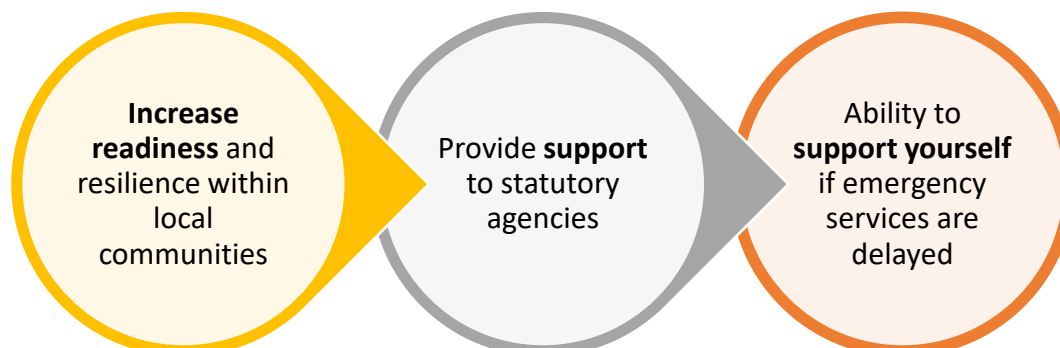 Increase
readiness and
resilience within
local
communities
Provide support
to statutory
agencies
Ability to
support yourself
if emergency
services are
delayed